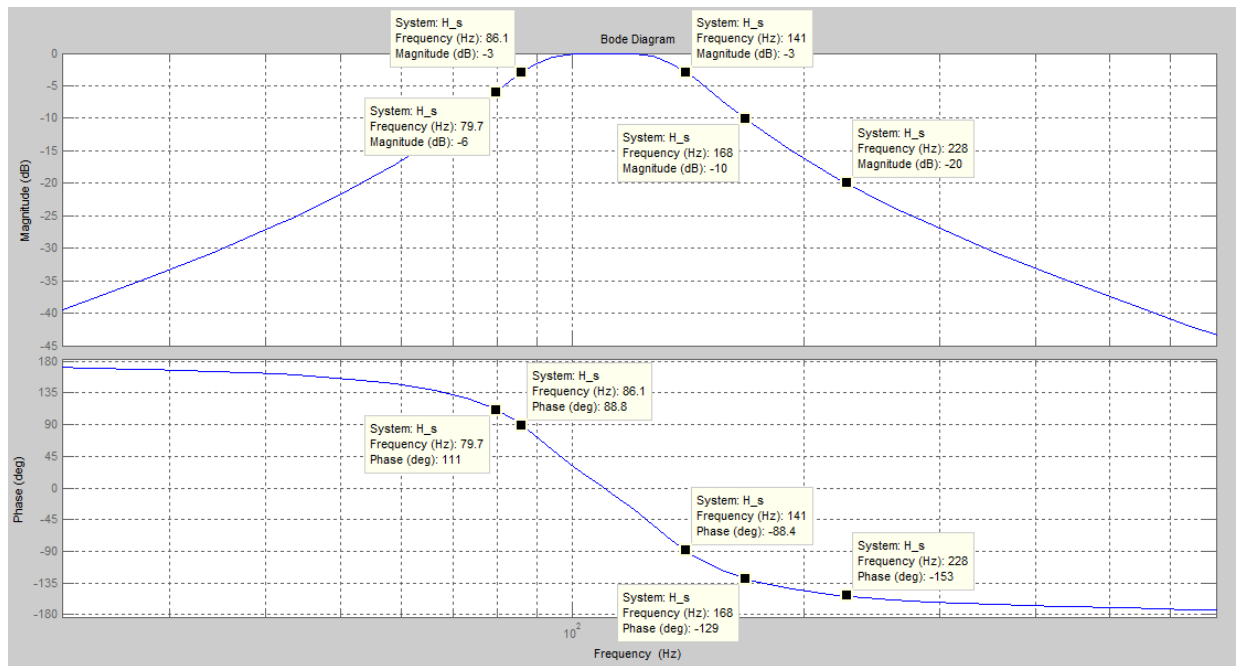 Bode Diagram
System: H_s
Frequency (Hz): 86.1
Magnitude (dB): -3
System: H_s
Frequency (Hz): 141
Magnitude (dB): -3
System: H_s
Frequency (Hz): 79.7
Magnitude (dB): -6
System: H_s
Frequency (Hz): 168
Magnitude (dB): -10
System: H_s
Frequency (Hz): 228
Magnitude (dB): -20
Magnitude (dB)
0
-5
-10
-15
-20
-25
-30
-35
-40
-45
System: H_s
Frequency (Hz): 86.1
Phase (deg): 88.8
System: H_s
Frequency (Hz): 79.7
Phase (deg): 111
System: H_s
Frequency (Hz): 141
Phase (deg): -88.4
System: H_s
Frequency (Hz): 228
Phase (deg): -153
System: H_s
Frequency (Hz): 168
Phase (deg): -129
Phase (deg)
180
135
90
45
0
-45
-90
-135
-180
10^2
Frequency (Hz)